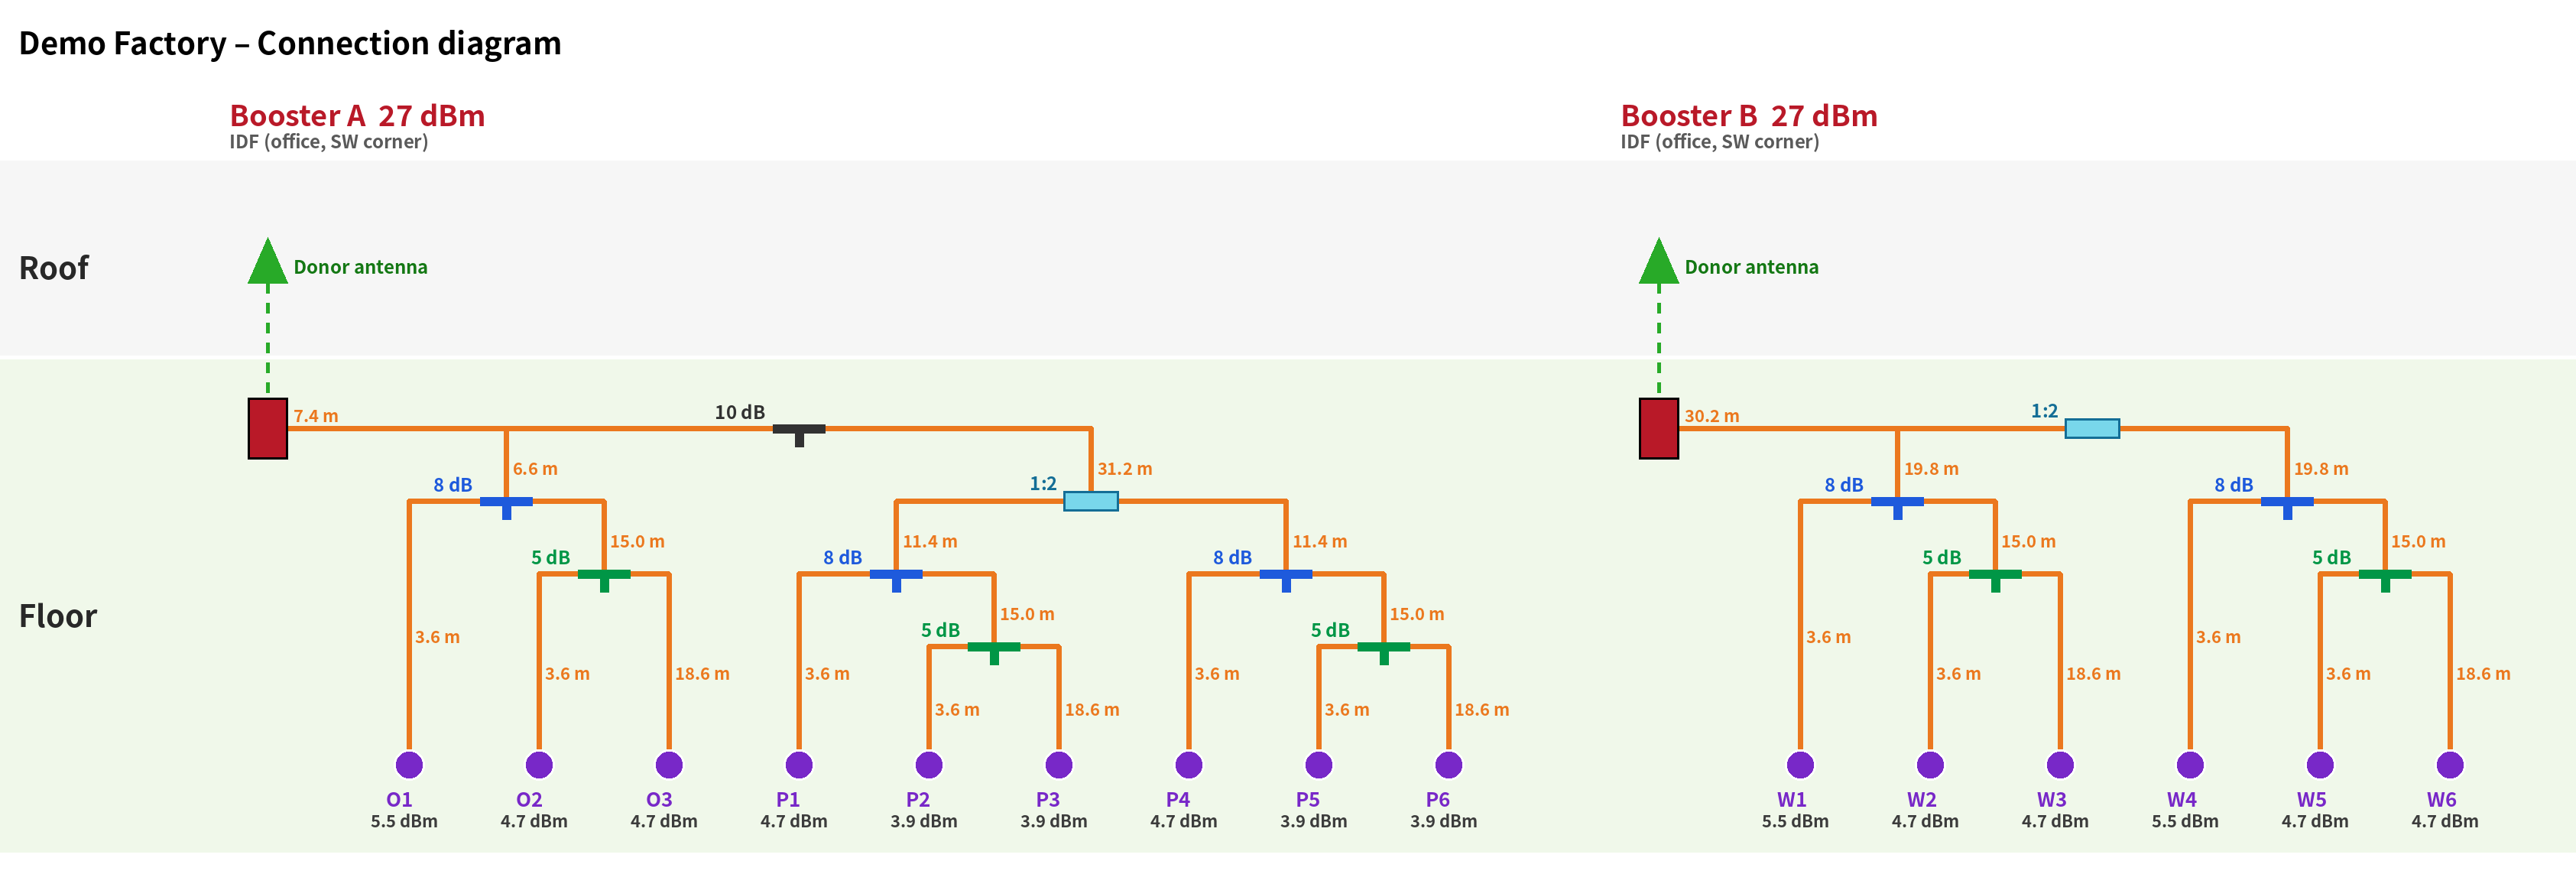 Demo Factory – Connection diagram
Booster A 27 dBm
IDF (office, SW corner)
Booster B 27 dBm
IDF (office, SW corner)
Roof
Donor antenna
Donor antenna
7.4 m
10 dB
30.2 m
1:2
6.6 m
31.2 m
19.8 m
19.8 m
8 dB
1:2
8 dB
8 dB
15.0 m
11.4 m
11.4 m
15.0 m
15.0 m
5 dB
8 dB
8 dB
5 dB
5 dB
Floor
15.0 m
15.0 m
5 dB
5 dB
3.6 m
3.6 m
3.6 m
3.6 m
18.6 m
3.6 m
3.6 m
3.6 m
18.6 m
3.6 m
18.6 m
3.6 m
18.6 m
3.6 m
18.6 m
O1
O2
O3
P1
P2
P3
P4
P5
P6
W1
W2
W3
W4
W5
W6
5.5 dBm
4.7 dBm
4.7 dBm
4.7 dBm
3.9 dBm
3.9 dBm
4.7 dBm
3.9 dBm
3.9 dBm
5.5 dBm
4.7 dBm
4.7 dBm
5.5 dBm
4.7 dBm
4.7 dBm